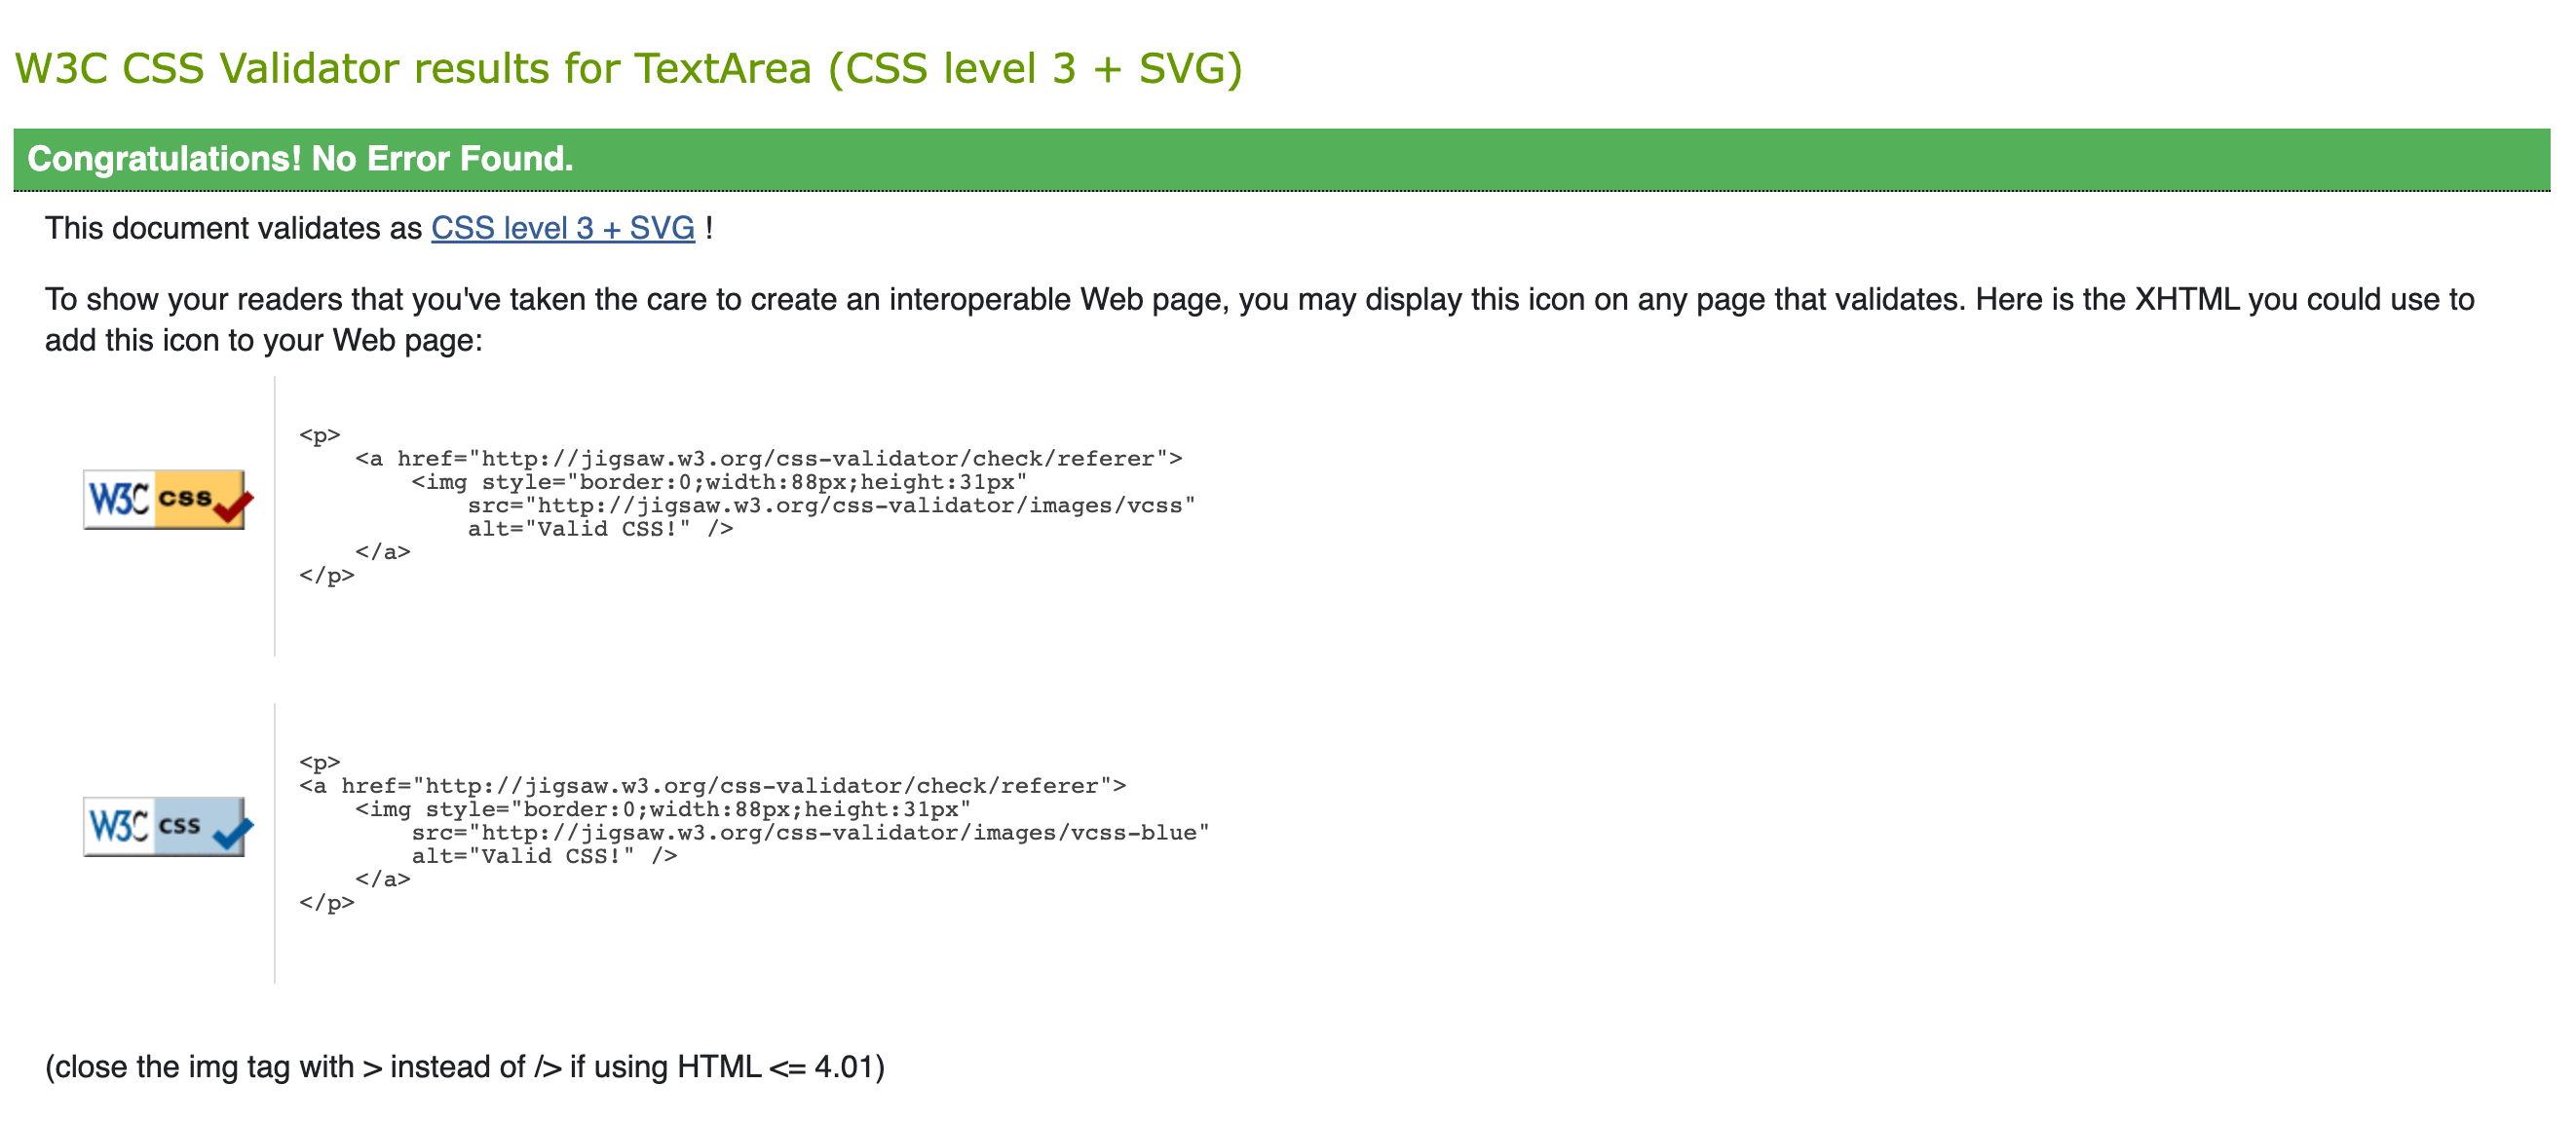 W3C CSS Validator results for TextArea (CSS level 3 + SVG)
Congratulations! No Error Found.
This document validates as CSS level 3 + SVG !
To show your readers that you've taken the care to create an interoperable Web page, you may display this icon on any page that validates. Here is the XHTML you could use to
add this icon to your Web page:
W3C css
<p>
    <a href="http://jigsaw.w3.org/css-validator/check/referer">
        <img style="border:0;width:88px;height:31px"
            src="http://jigsaw.w3.org/css-validator/images/vcss"
            alt="Valid CSS!" />
    </a>
</p>
W3C css
<p>
<a href="http://jigsaw.w3.org/css-validator/check/referer">
    <img style="border:0;width:88px;height:31px"
        src="http://jigsaw.w3.org/css-validator/images/vcss-blue"
        alt="Valid CSS!" />
    </a>
</p>
(close the img tag with > instead of /> if using HTML <= 4.01)